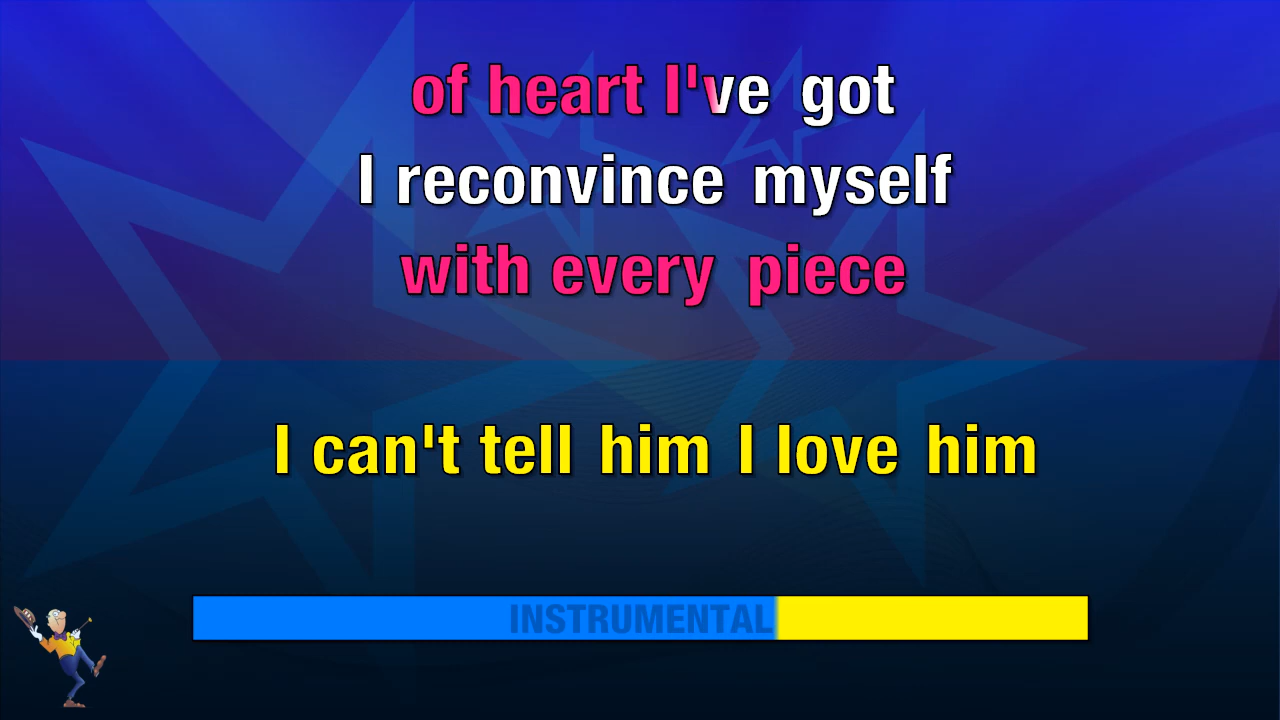 of heart I've got
I reconvince myself
with every piece
I can't tell him I love him
INSTRUMENTAL